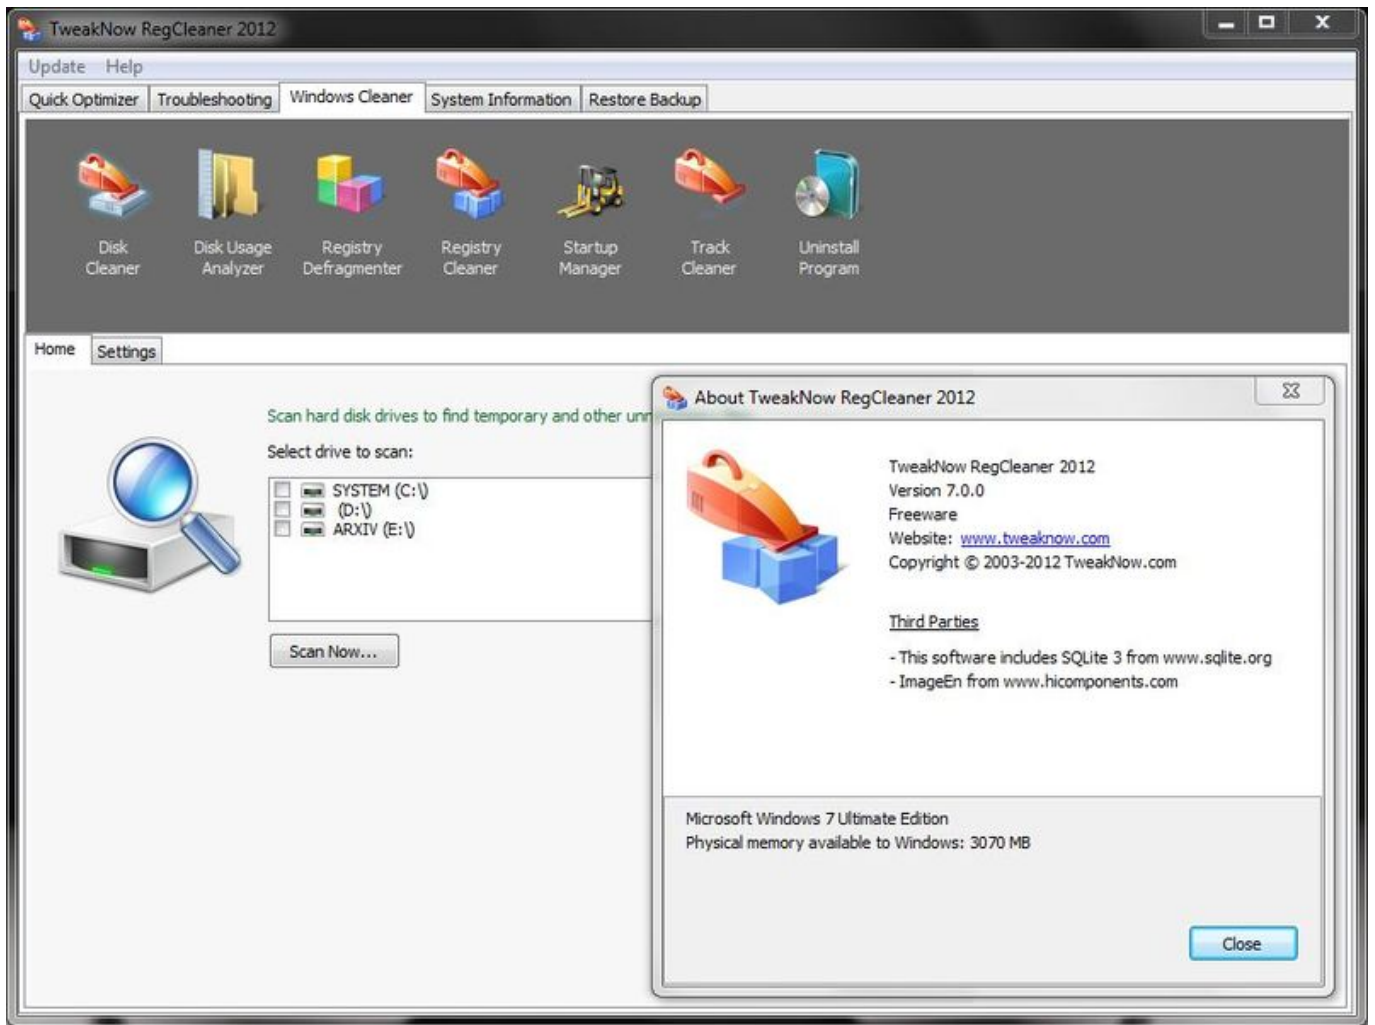 TweakNow RegCleaner 2012
Update Help
Quick Optimizer Troubleshooting Windows Cleaner System Information Restore Backup
Disk Cleaner
Disk Usage Analyzer
Registry Defragmenter
Registry Cleaner
Startup Manager
Track Cleaner
Uninstall Program
Home Settings
Scan hard disk drives to find temporary and other
Select drive to scan:
SYSTEM (C:\)
(D:\)
ARXIV (E:\)
Scan Now...
About TweakNow RegCleaner 2012
TweakNow RegCleaner 2012
Version 7.0.0
Freeware
Website: www.tweaknow.com
Copyright © 2003-2012 TweakNow.com
Third Parties
- This software includes SQLite 3 from www.sqlite.org
- ImageEn from www.hicomponents.com
Microsoft Windows 7 Ultimate Edition
Physical memory available to Windows: 3070 MB
Close